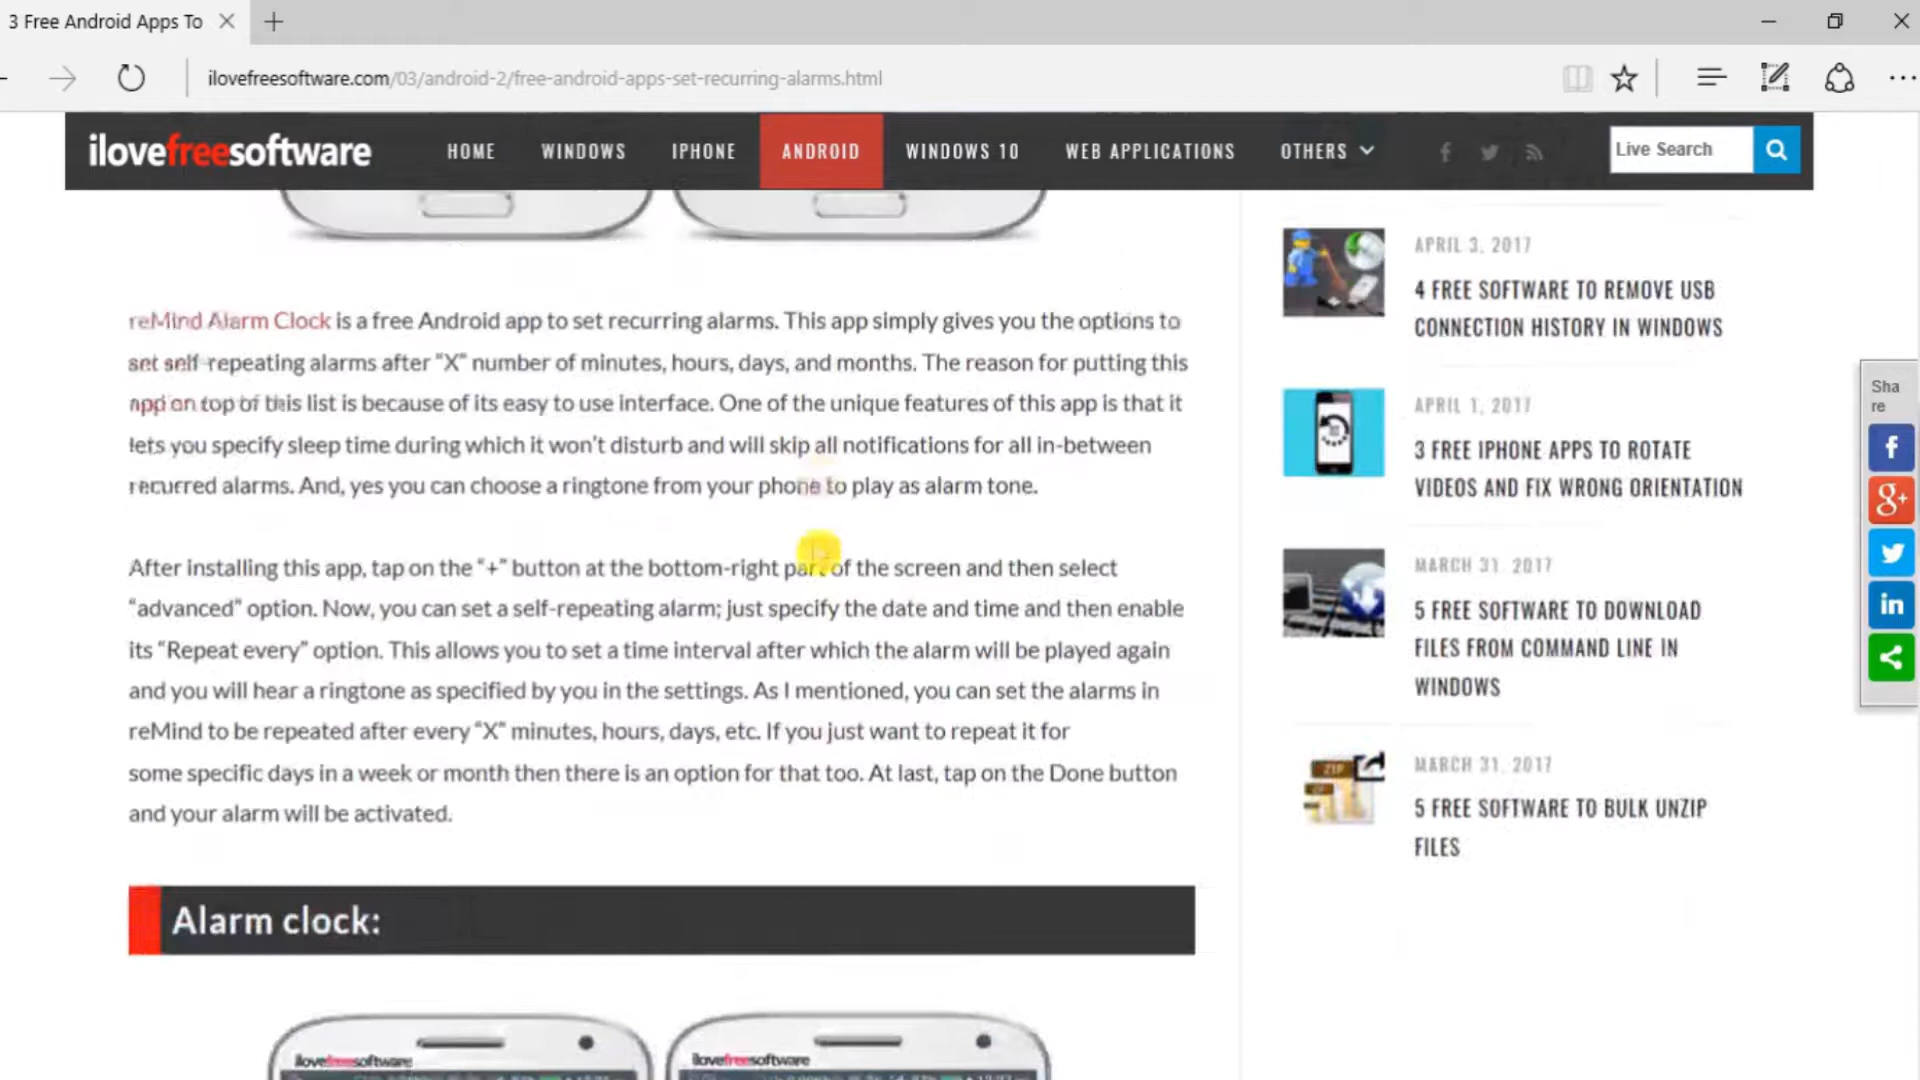 3 Free Android Apps To
ilovefreesoftware.com/03/android-2/free-android-apps-set-recurring-alarms.html
ilovefreesoftware
HOME
WINDOWS
IPHONE
ANDROID
WINDOWS 10
WEB APPLICATIONS
OTHERS
Live Search
reMind Alarm Clock is a free Android app to set recurring alarms. This app simply gives you the options to
set self-repeating alarms after “X” number of minutes, hours, days, and months. The reason for putting this
app on top of this list is because of its easy to use interface. One of the unique features of this app is that it
lets you specify sleep time during which it won’t disturb and will skip all notifications for all in-between
recurred alarms. And, yes you can choose a ringtone from your phone to play as alarm tone.
After installing this app, tap on the “+” button at the bottom-right part of the screen and then select
“advanced” option. Now, you can set a self-repeating alarm; just specify the date and time and then enable
its “Repeat every” option. This allows you to set a time interval after which the alarm will be played again
and you will hear a ringtone as specified by you in the settings. As I mentioned, you can set the alarms in
reMind to be repeated after every “X” minutes, hours, days, etc. If you just want to repeat it for
some specific days in a week or month then there is an option for that too. At last, tap on the Done button
and your alarm will be activated.
Alarm clock:
ilovefreesoftware
ilovefreesoftware
APRIL 3, 2017
4 FREE SOFTWARE TO REMOVE USB
CONNECTION HISTORY IN WINDOWS
APRIL 1, 2017
3 FREE IPHONE APPS TO ROTATE
VIDEOS AND FIX WRONG ORIENTATION
MARCH 31, 2017
5 FREE SOFTWARE TO DOWNLOAD
FILES FROM COMMAND LINE IN
WINDOWS
ZIP
MARCH 31, 2017
5 FREE SOFTWARE TO BULK UNZIP
FILES
Sha
re